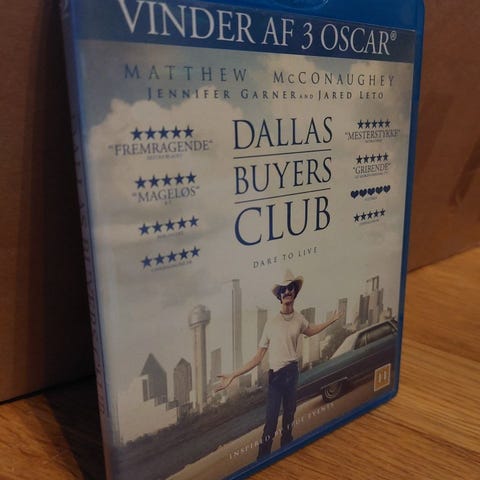 VINDER AF 3 OSCAR®
MATTHEW McCONAUGHEY
JENNIFER GARNER AND JARED LETO
"FREMRAGENDE"
"MAGELØS"
DALLAS
BUYERS
CLUB
DARE TO LIVE
"MESTERSTYKKE"
"GRIBENDE"
INSPIRED BY TRUE EVENTS
11